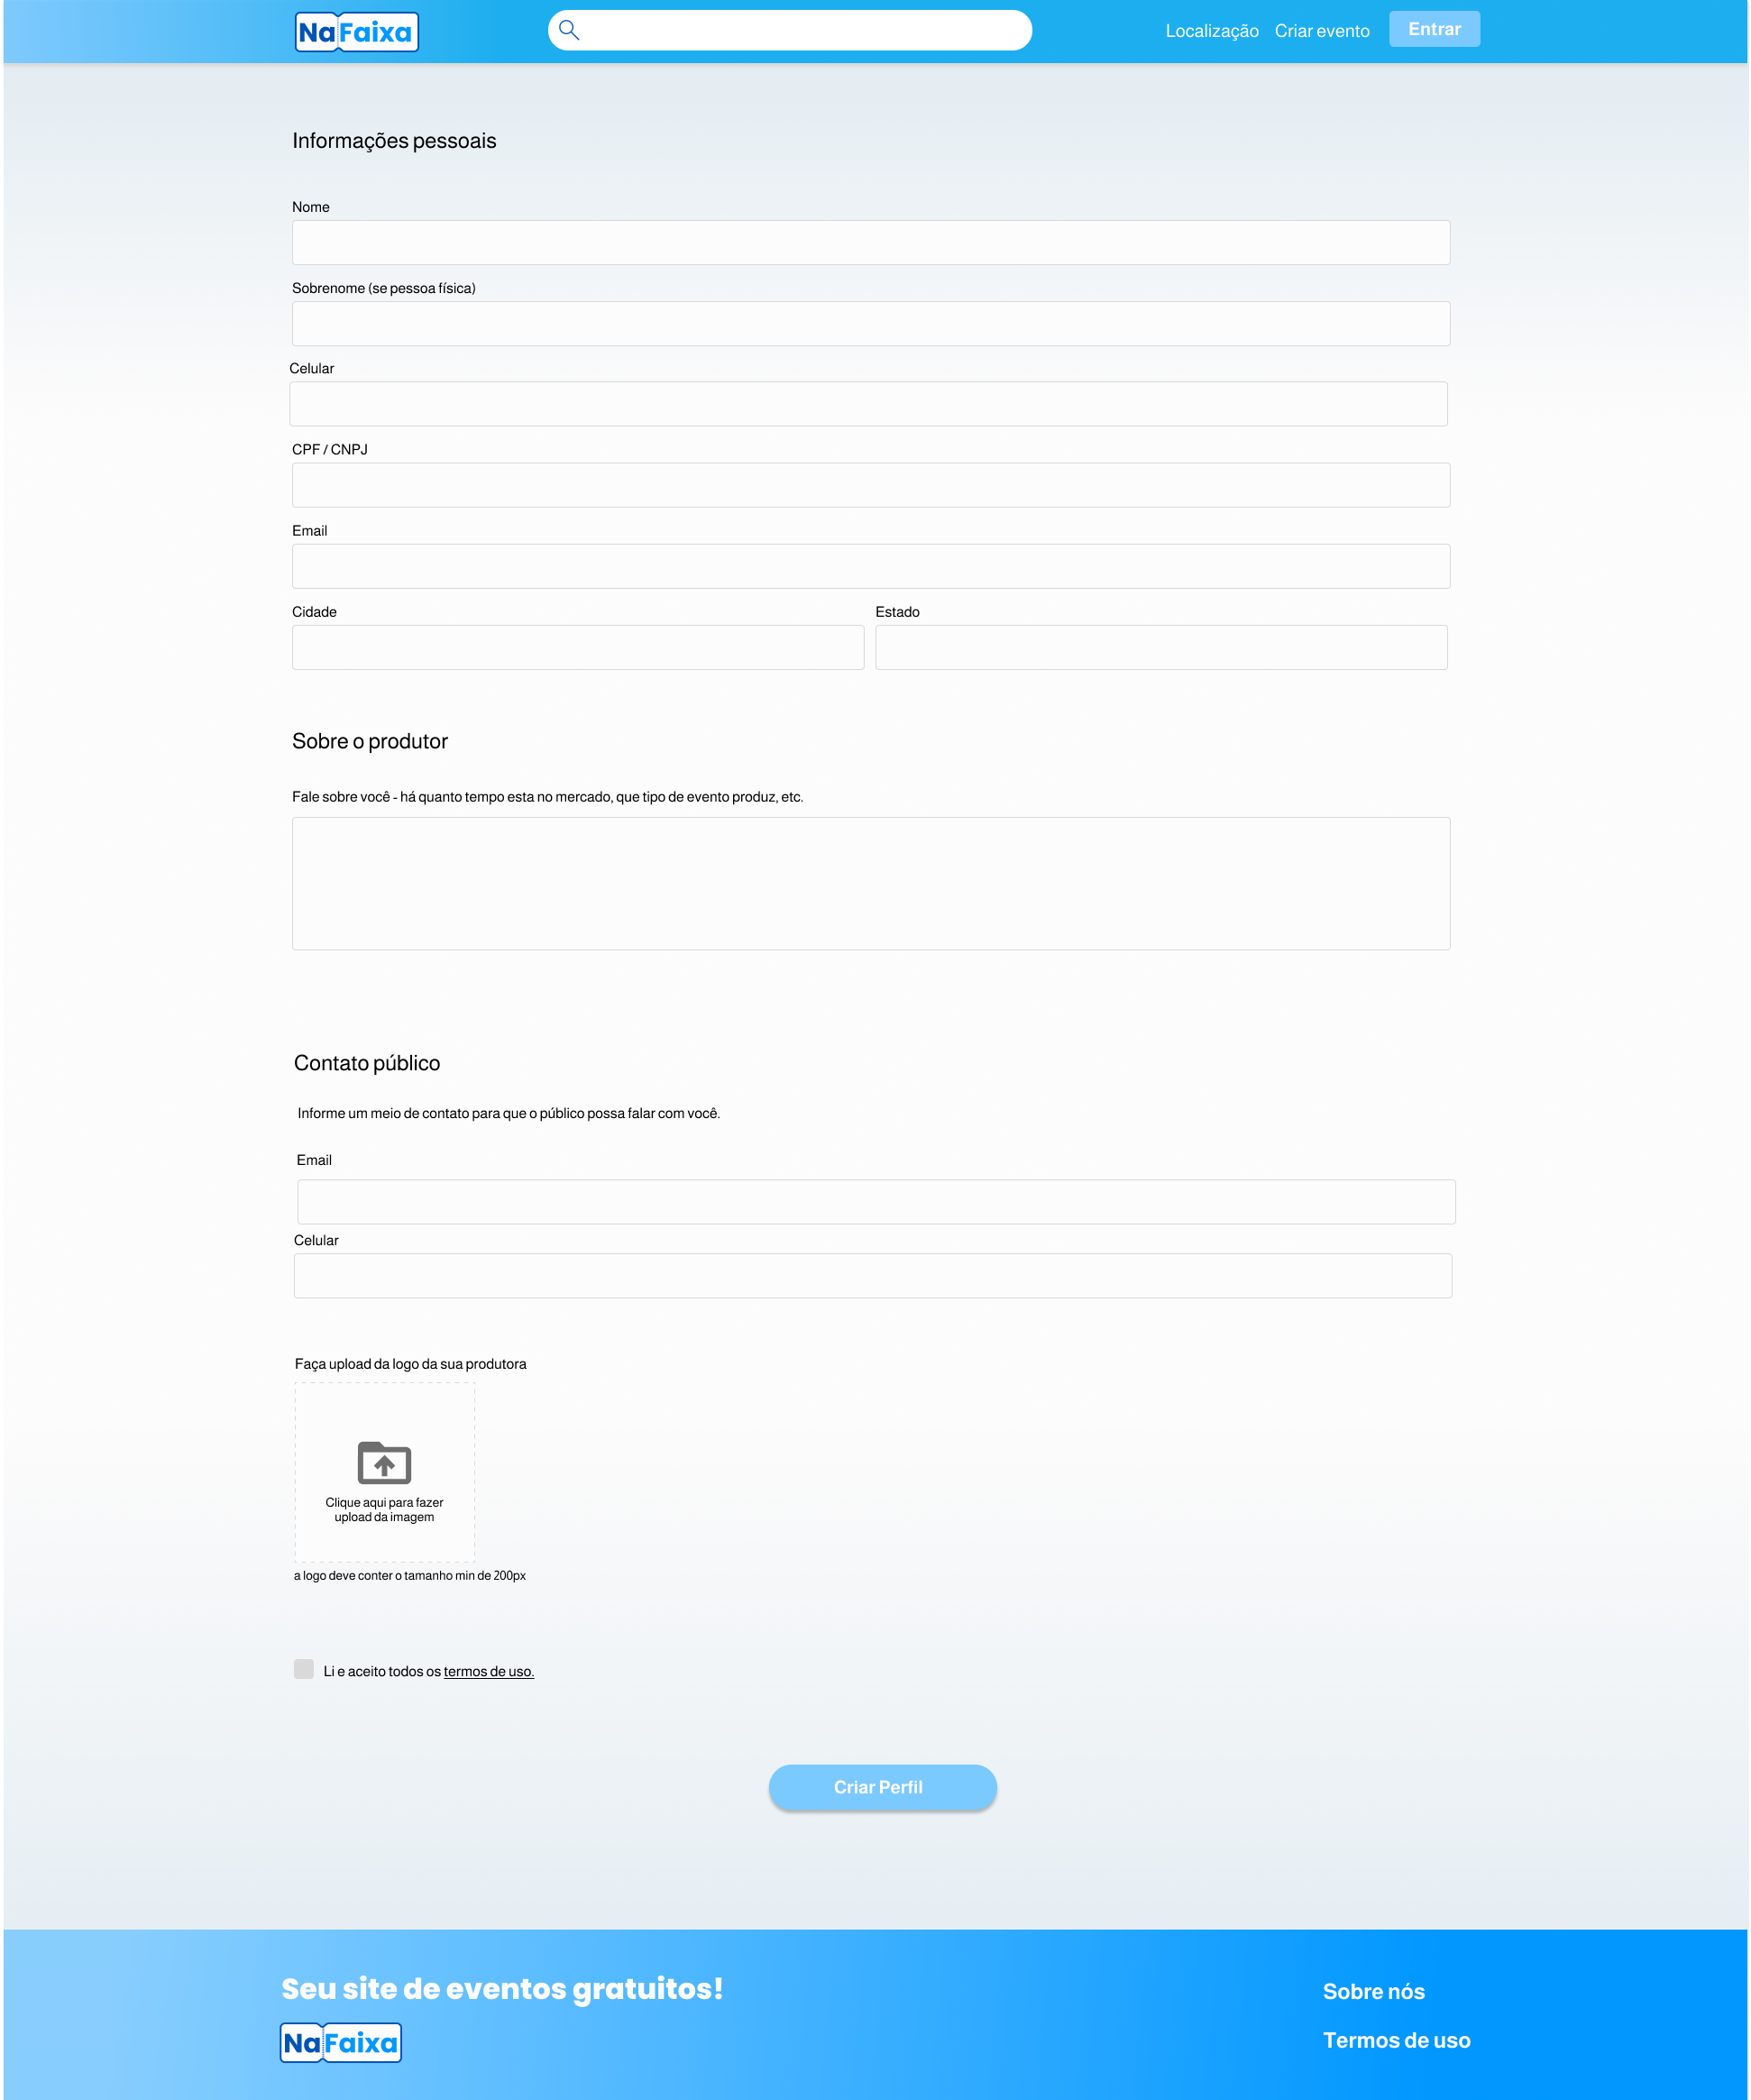 NaFaixa
Localização Criar evento Entrar
Informações pessoais
Nome
Sobrenome (se pessoa física)
Celular
CPF / CNPJ
Email
Cidade Estado
Sobre o produtor
Fale sobre você - há quanto tempo esta no mercado, que tipo de evento produz, etc.
Contato público
Informe um meio de contato para que o público possa falar com você.
Email
Celular
Faça upload da logo da sua produtora
Clique aqui para fazer
upload da imagem
a logo deve conter o tamanho min de 200px
Li e aceito todos os termos de uso.
Criar Perfil
Seu site de eventos gratuitos!
NaFaixa
Sobre nós
Termos de uso